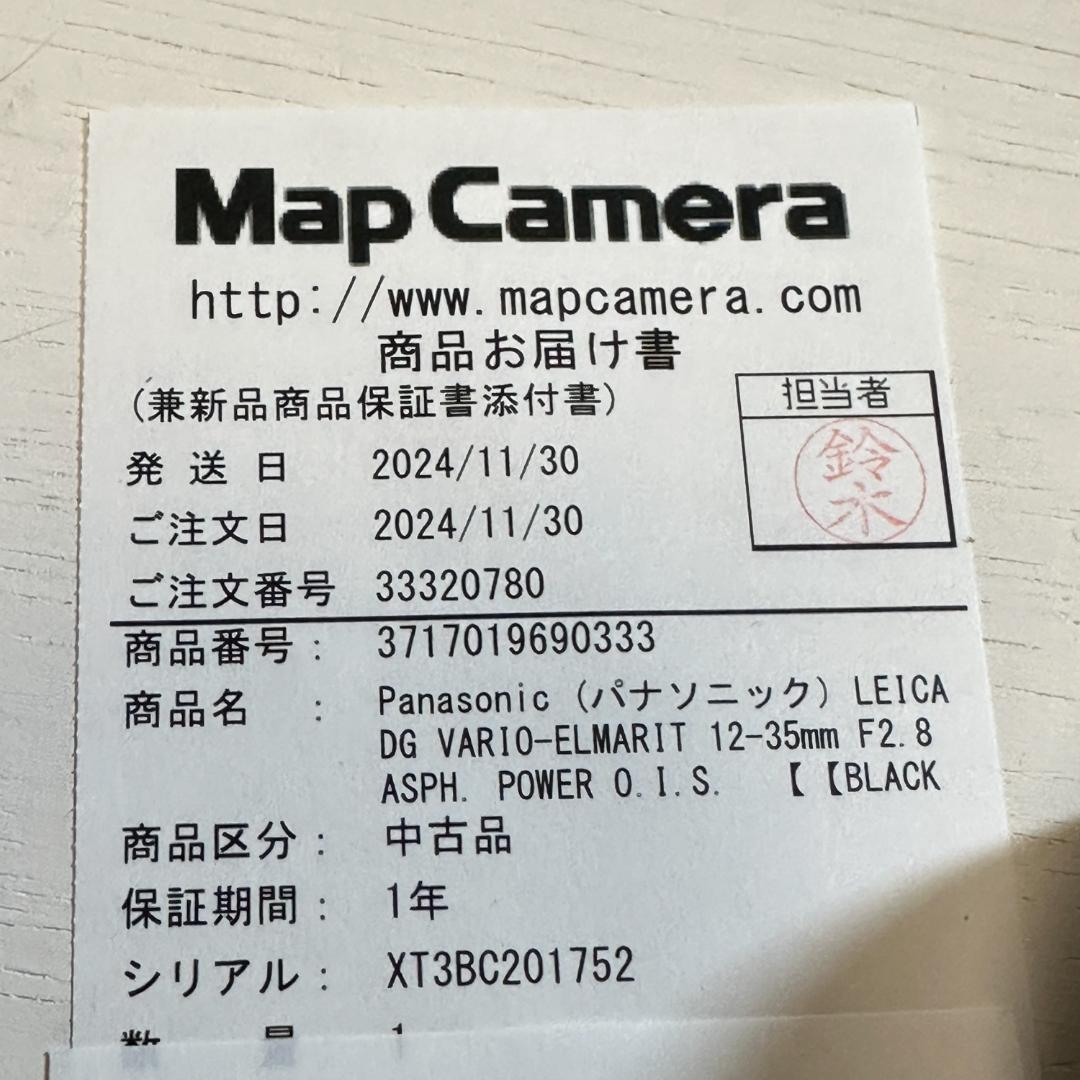 Map Camera
http://www.mapcamera.com
商品お届け書
(兼新品商品保証書添付書)
担当者
発 送 日 2024/11/30
ご注文日 2024/11/30
ご注文番号 33320780
商品番号: 3717019690333
商品名 : Panasonic (パナソニック) LEICA
DG VARIO-ELMARIT 12-35mm F2.8
ASPH. POWER O.I.S. 【【BLACK
商品区分: 中古品
保証期間: 1年
シリアル: XT3BC201752
数 量 1